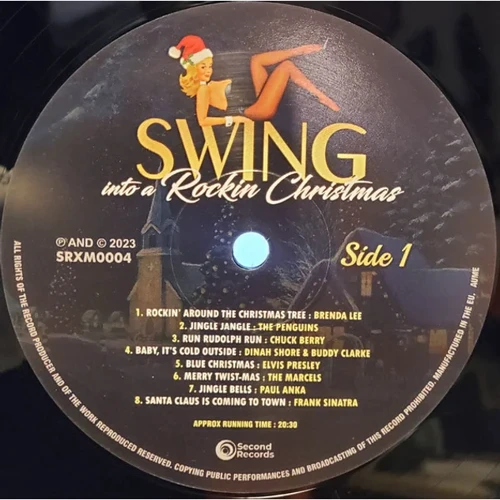 SWING
into a Rockin Christmas
℗ AND © 2023
SRXM0004
Side 1
1. ROCKIN' AROUND THE CHRISTMAS TREE : BRENDA LEE
2. JINGLE JANGLE : THE PENGUINS
3. RUN RUDOLPH RUN : CHUCK BERRY
4. BABY, IT'S COLD OUTSIDE : DINAH SHORE & BUDDY CLARKE
5. BLUE CHRISTMAS : ELVIS PRESLEY
6. MERRY TWIST-MAS : THE MARCELS
7. JINGLE BELLS : PAUL ANKA
8. SANTA CLAUS IS COMING TO TOWN : FRANK SINATRA
APPROX RUNNING TIME : 20:30
Second
Records
ALL RIGHTS OF THE RECORD PRODUCER AND OF THE WORK REPRODUCED RESERVED. COPYING PUBLIC PERFORMANCES AND BROADCASTING OF THIS RECORD PROHIBITED. MANUFACTURED IN THE EU. AUME